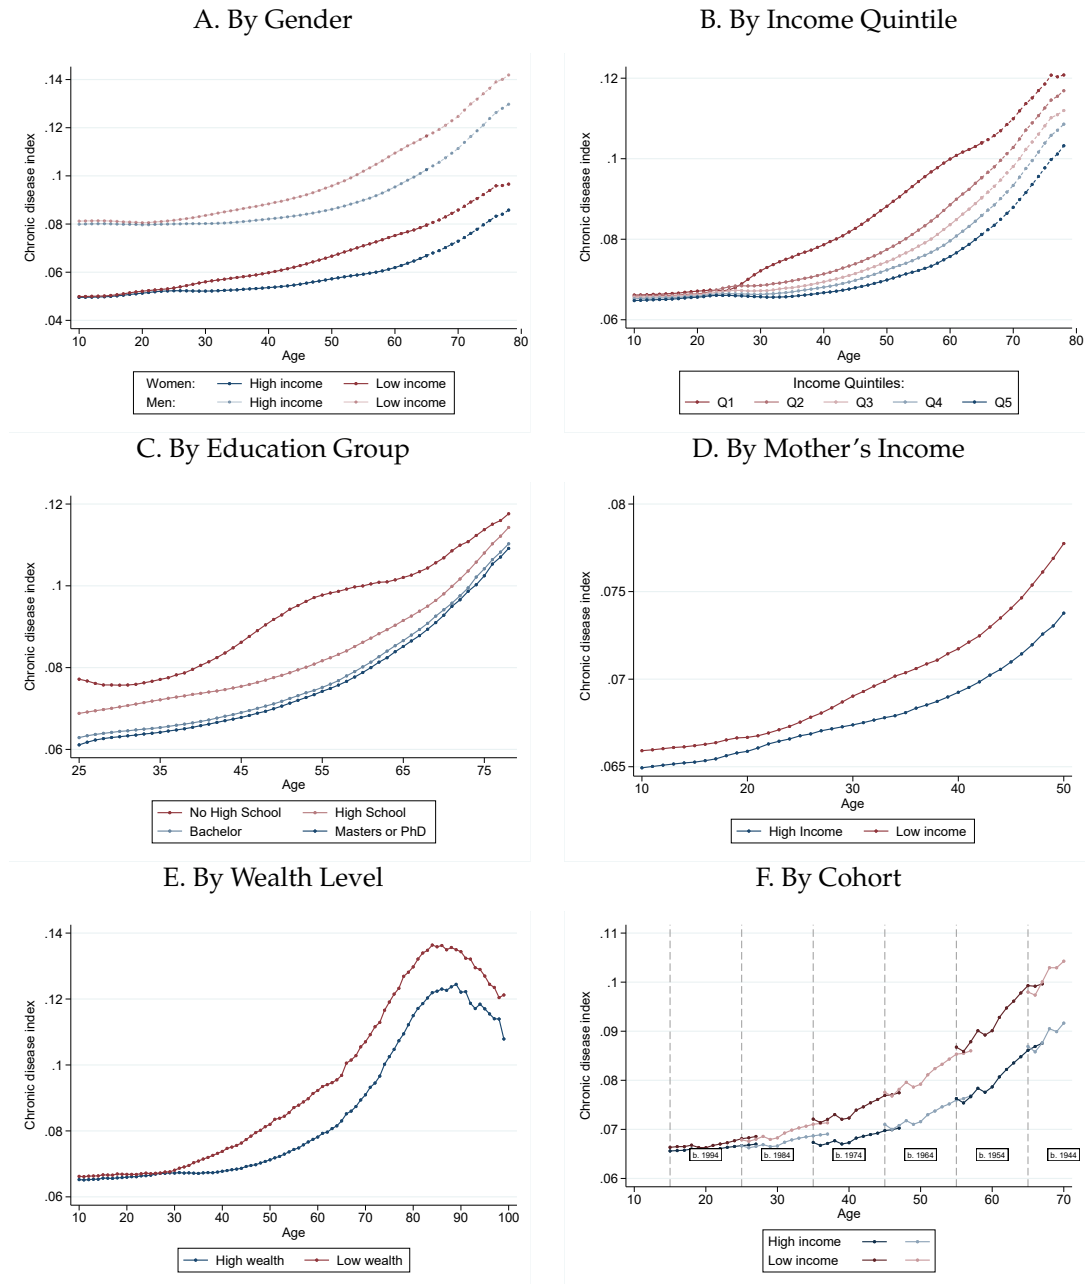 A. By Gender
B. By Income Quintile
Chronic disease index
.14
.12
.1
.08
.06
.04
10 20 30 40 50 60 70 80
Age
Women: High income Low income
Men: High income Low income
Chronic disease index
.12
.1
.08
.06
10 20 30 40 50 60 70 80
Age
Income Quintiles:
Q1 Q2 Q3 Q4 Q5
C. By Education Group
D. By Mother's Income
Chronic disease index
.12
.1
.08
.06
25 35 45 55 65 75
Age
No High School High School
Bachelor Masters or PhD
Chronic disease index
.08
.075
.07
.065
10 20 30 40 50
Age
High Income Low income
E. By Wealth Level
F. By Cohort
Chronic disease index
.14
.12
.1
.08
.06
10 20 30 40 50 60 70 80 90 100
Age
High wealth Low wealth
Chronic disease index
.11
.1
.09
.08
.07
.06
b. 1994 b. 1984 b. 1974 b. 1964 b. 1954 b. 1944
10 20 30 40 50 60 70
Age
High income
Low income